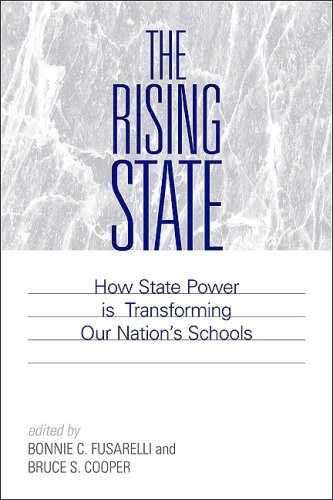 THE
RISING
STATE
How State Power
is Transforming
Our Nation's Schools
edited by
BONNIE C. FUSARELLI and
BRUCE S. COOPER